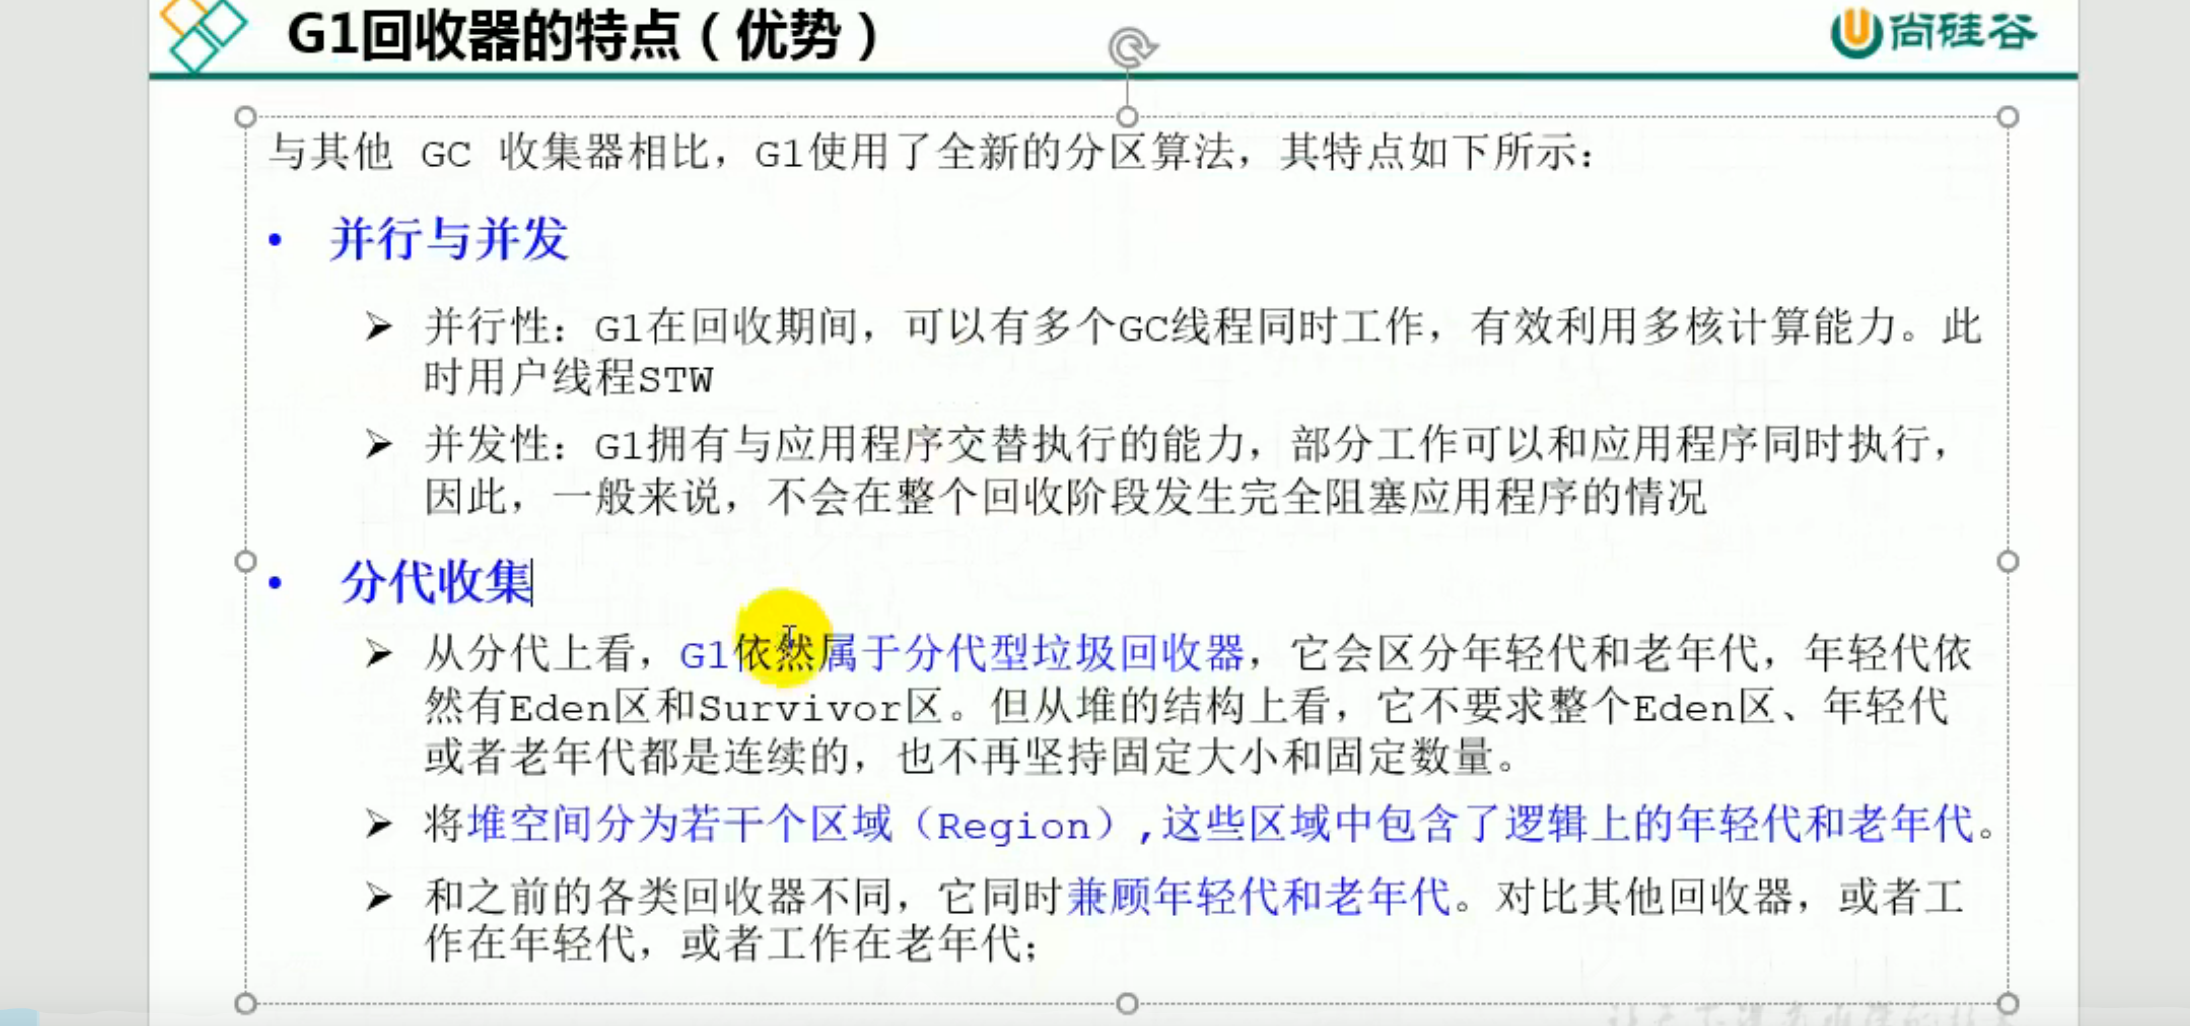 G1回收器的特点（优势）
尚硅谷
与其他 GC 收集器相比，G1使用了全新的分区算法，其特点如下所示：
• 并行与并发
➢ 并行性：G1在回收期间，可以有多个GC线程同时工作，有效利用多核计算能力。此
时用户线程STW
➢ 并发性：G1拥有与应用程序交替执行的能力，部分工作可以和应用程序同时执行，
因此，一般来说，不会在整个回收阶段发生完全阻塞应用程序的情况
• 分代收集
➢ 从分代上看，G1依然属于分代型垃圾回收器，它会区分年轻代和老年代，年轻代依
然有Eden区和Survivor区。但从堆的结构上看，它不要求整个Eden区、年轻代
或者老年代都是连续的，也不再坚持固定大小和固定数量。
➢ 将堆空间分为若干个区域（Region）,这些区域中包含了逻辑上的年轻代和老年代。
➢ 和之前的各类回收器不同，它同时兼顾年轻代和老年代。对比其他回收器，或者工
作在年轻代，或者工作在老年代；